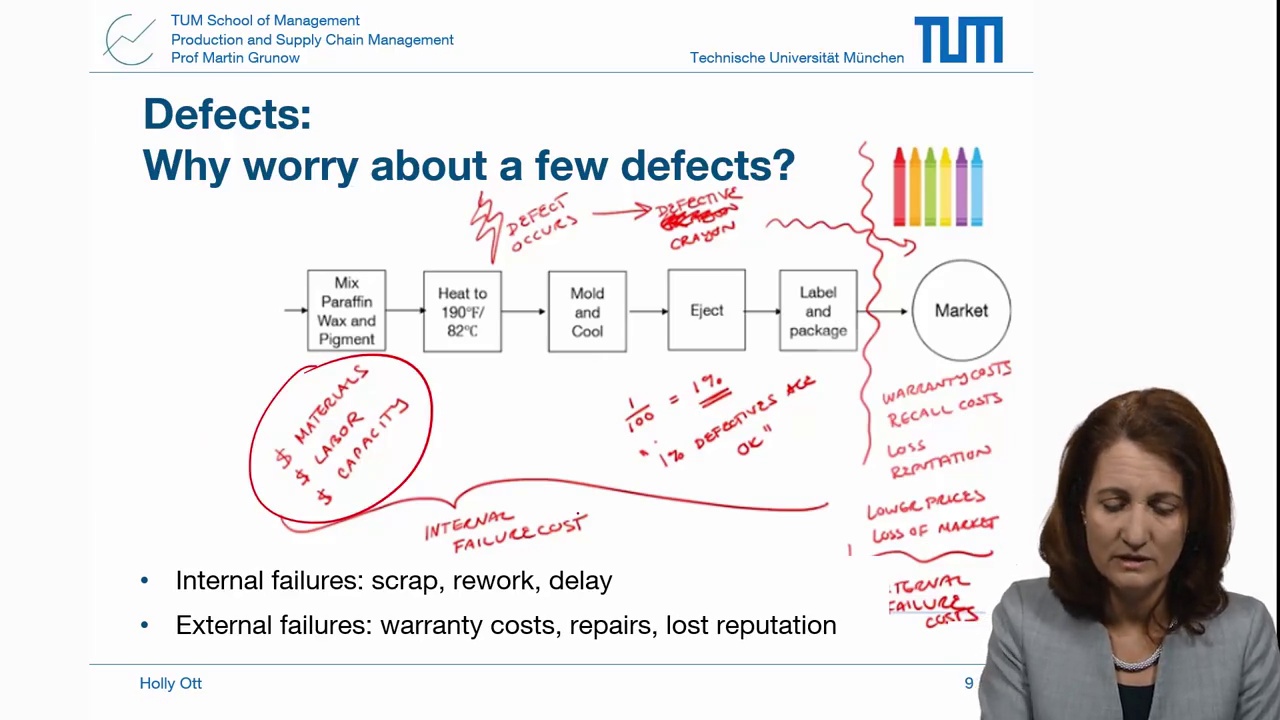 TUM School of Management
Production and Supply Chain Management
Prof Martin Grunow
Technische Universität München
TUM
Defects:
Why worry about a few defects?
DEFECT
OCCURS
DEFECTIVE
CRAYON
Mix
Paraffin
Wax and
Pigment
Heat to
190°F/
82°C
Mold
and
Cool
Eject
Label
and
package
Market
$ MATERIALS
$ LABOR
$ CAPACITY
1/100 = 1%
"1% DEFECTIVES ARE
OK"
WARRANTY COSTS
RECALL COSTS
LOSS
REPUTATION
LOWER PRICES
LOSS OF MARKET
INTERNAL
FAILURE COST
TERNAL
FAILURE
COSTS
• Internal failures: scrap, rework, delay
• External failures: warranty costs, repairs, lost reputation
Holly Ott
9